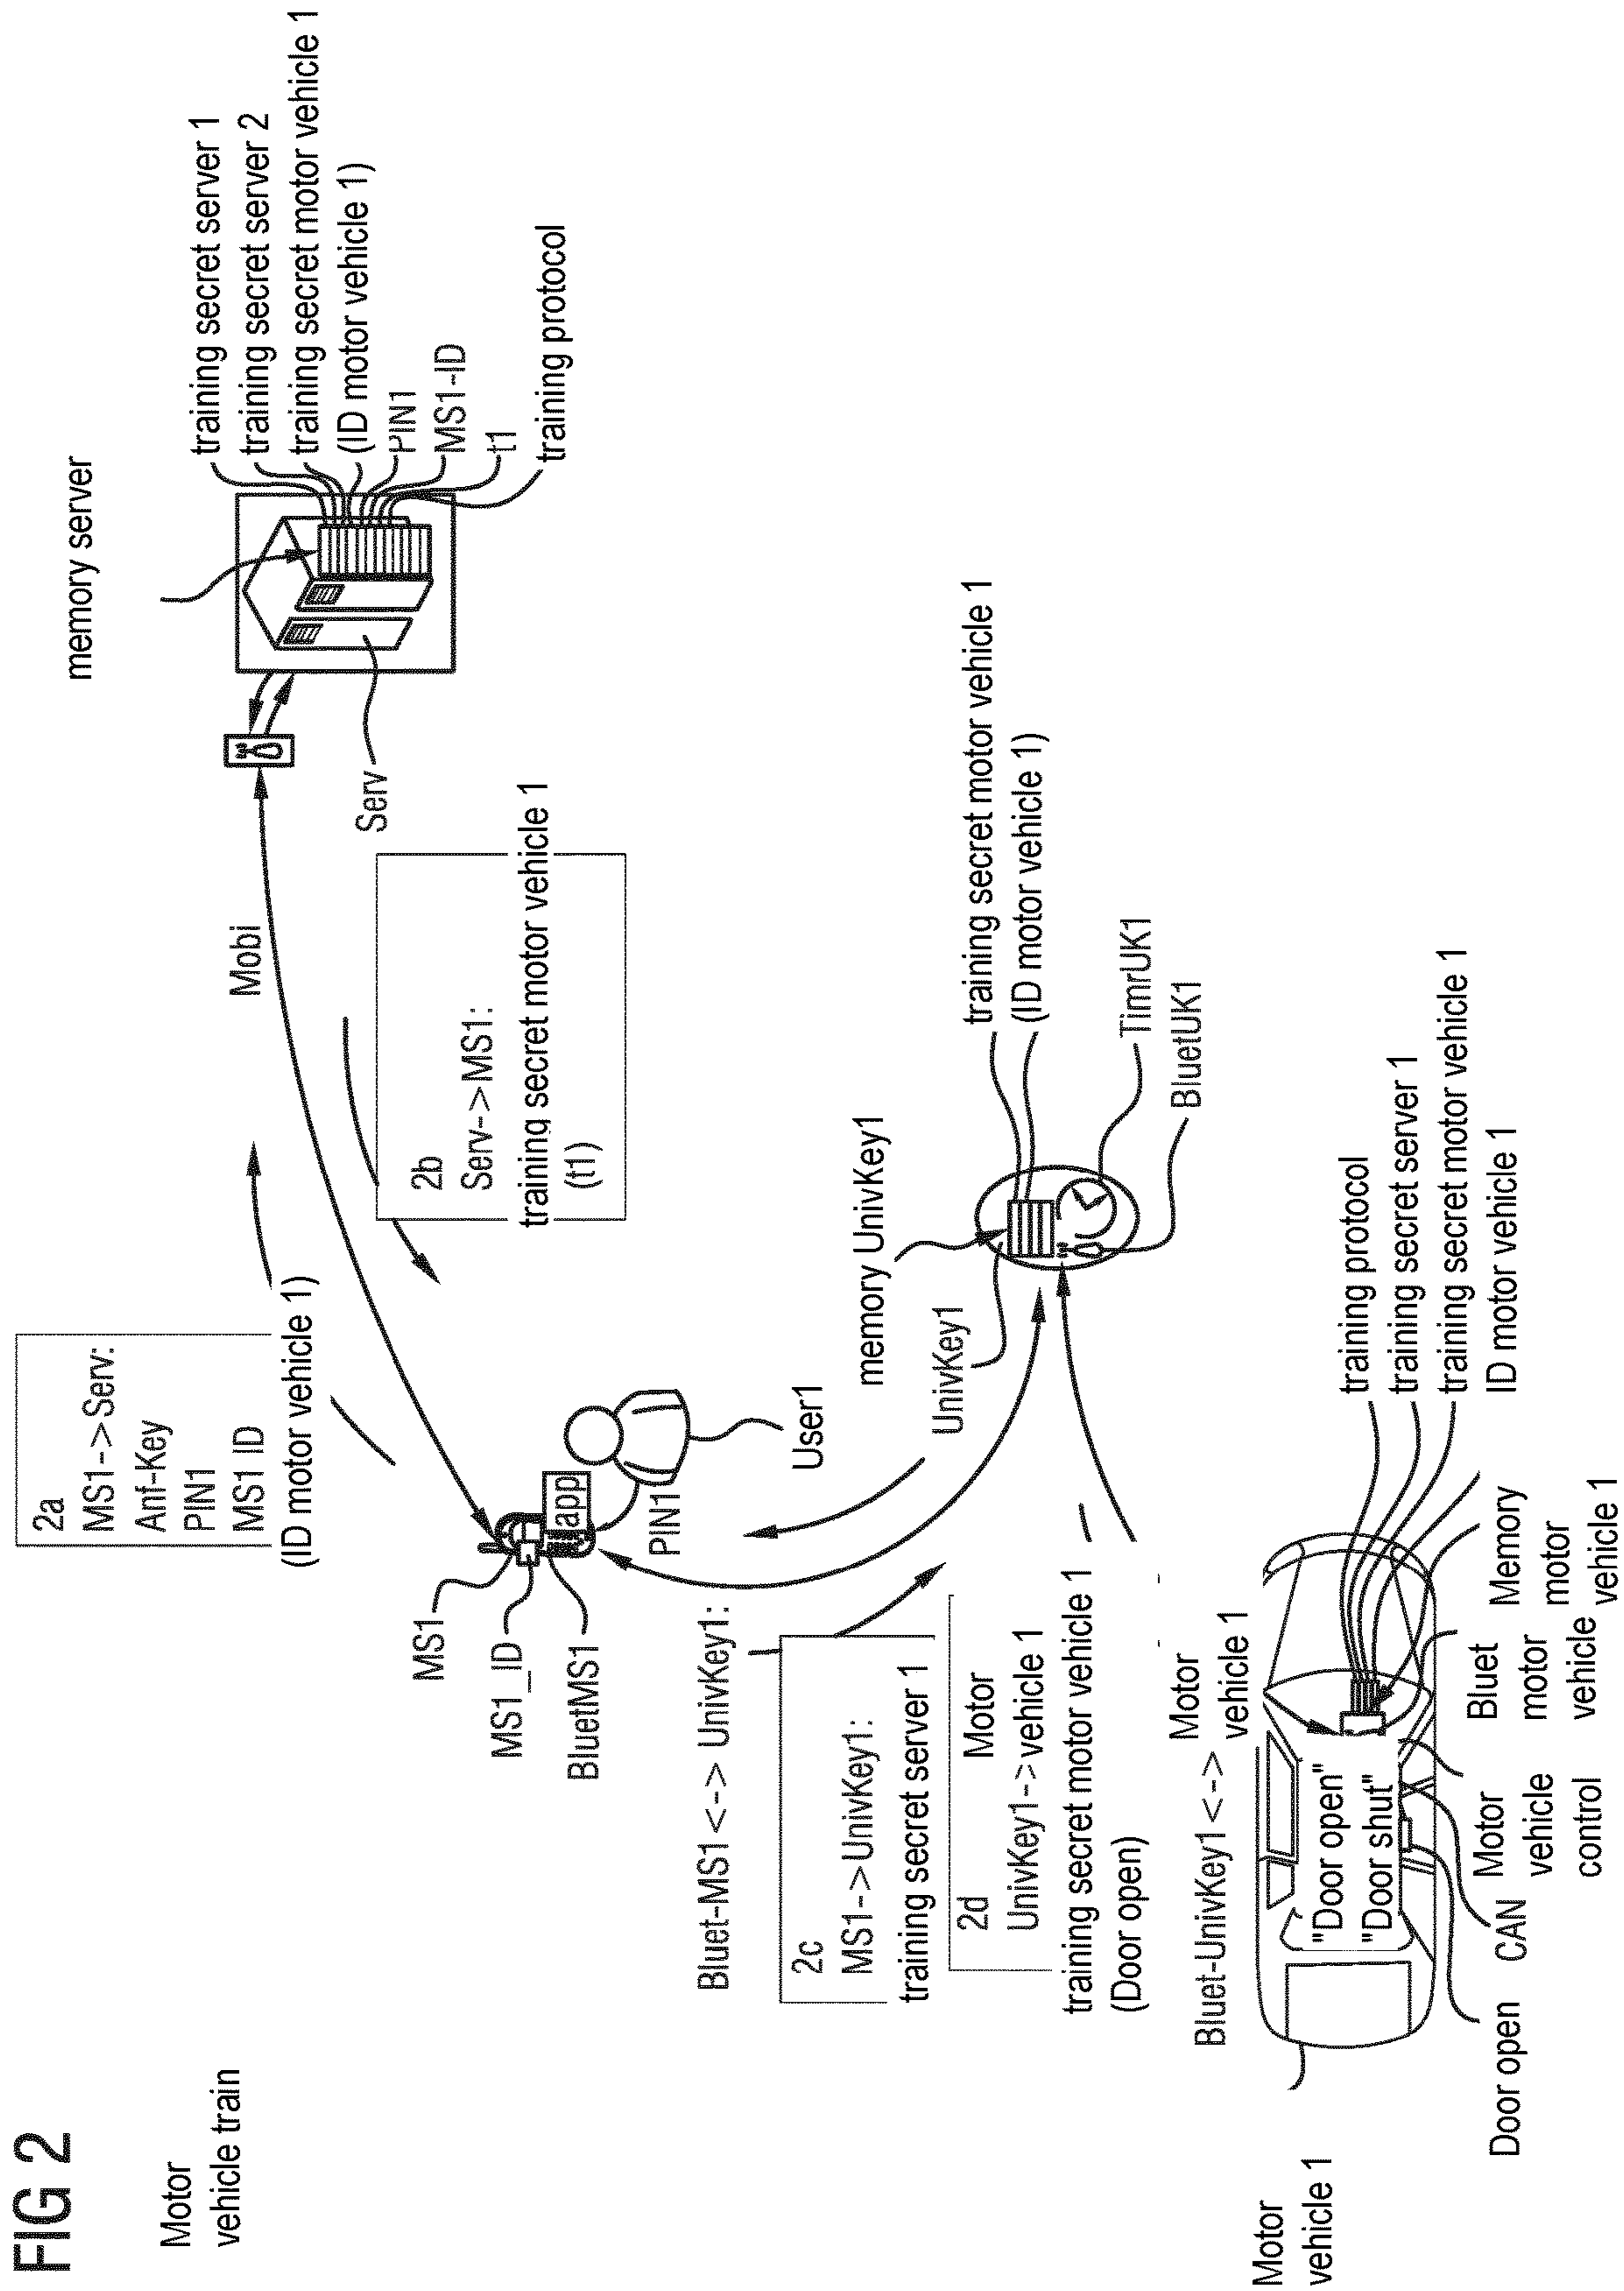 FIG 2
Motor
vehicle train
2a
MS1->Serv:
Anf-Key
PIN1
MS1 ID
(ID motor vehicle 1)
memory server
training secret server 1
training secret server 2
training secret motor vehicle 1
(ID motor vehicle 1)
PIN1
MS1-ID
t1
training protocol
Serv
Mobi
2b
Serv->MS1:
training secret motor vehicle 1
(t1)
MS1
MS1_ID
BluetMS1
app
PIN1
User1
Bluet-MS1<-> UnivKey1:
2c
MS1->UnivKey1:
training secret server 1
2d
Motor
UnivKey1->vehicle 1
training secret motor vehicle 1
(Door open)
memory UnivKey1
UnivKey1
training secret motor vehicle 1
(ID motor vehicle 1)
TimrUK1
BluetUK1
Motor
Bluet-UnivKey1<-> vehicle 1
Motor
vehicle 1
"Door open"
"Door shut"
training protocol
training secret server 1
training secret motor vehicle 1
ID motor vehicle 1
Door open
CAN
Motor
vehicle
control
Bluet
motor
vehicle
Memory
motor
vehicle 1